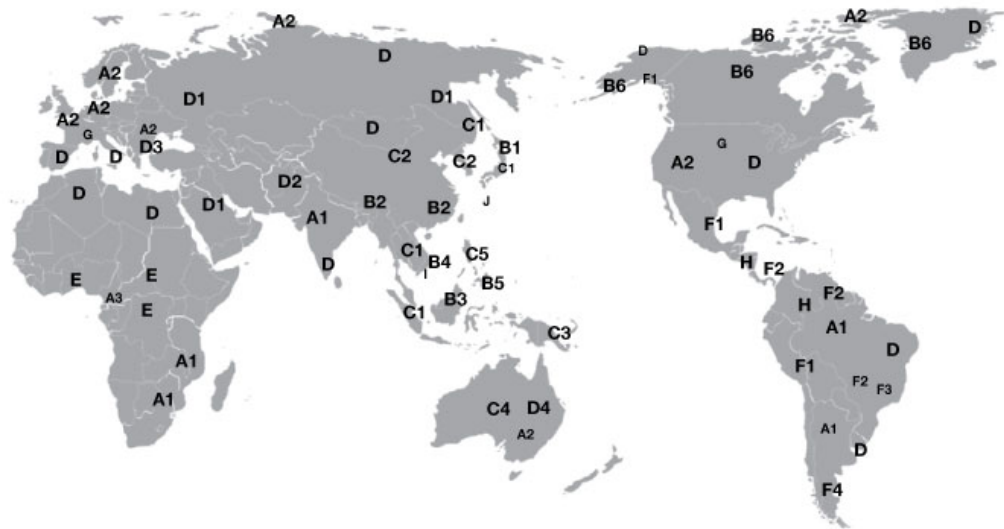 A2 A2 D
D B6 B6
D B6
A2 B6 F1
A2 D1 D1
A2 A2 D C1
G D3 C2 C2 B1 G
D D C1 A2 D
D D2 J
D D1 A1 B2 B2
F1
D C1 C5 H F2
E E B4 I B5
A3 E B3 F2
C1 H
C3 A1
D
A1 F1
F2 F3
A1
C4 D4
A2 A1
D
F4